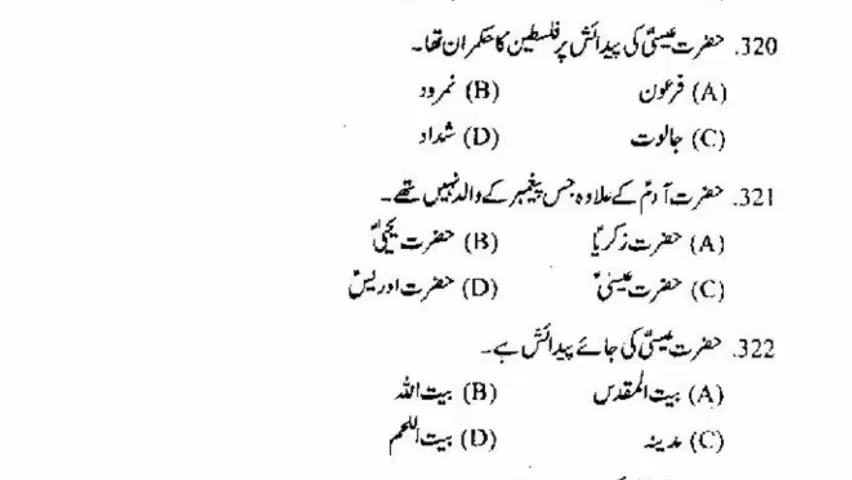 320. حضرت عیسیٰؑ کی پیدائش پر فلسطین کا حکمران تھا۔
(A) فرعون (B) نمرود
(C) جالوت (D) شداد
321. حضرت آدمؑ کے علاوہ جس پیغمبر کے والد نہیں تھے۔
(A) حضرت زکریاؑ (B) حضرت یحییٰؑ
(C) حضرت عیسیٰؑ (D) حضرت ادریسؑ
322. حضرت عیسیٰؑ کی جائے پیدائش ہے۔
(A) بیت المقدس (B) بیت اللہ
(C) مدینہ (D) بیت اللحم